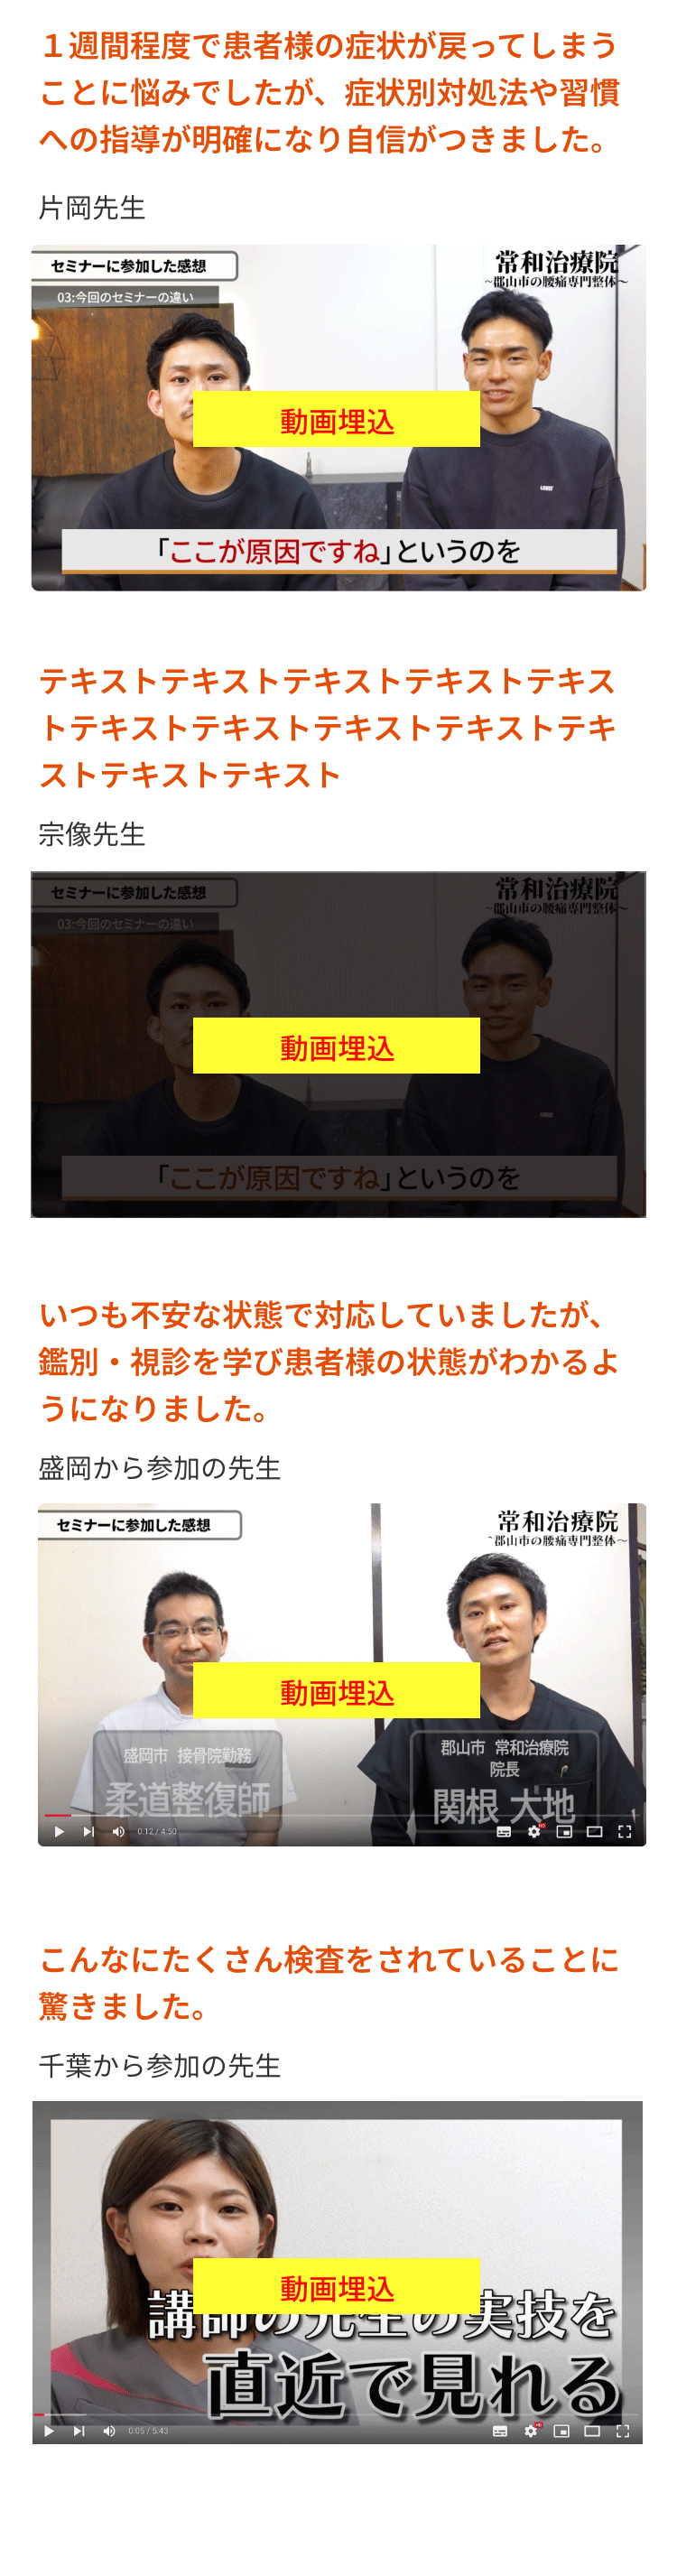 １週間程度で患者様の症状が戻ってしまう
ことに悩みでしたが、症状別対処法や習慣
への指導が明確になり自信がつきました。
片岡先生
セミナーに参加した感想
常和治療院
~郡山市の腰痛専門整体~
03:今回のセミナーの違い
動画埋込
「ここが原因ですね」というのを
テキストテキストテキストテキストテキス
トテキストテキストテキストテキストテキ
ストテキストテキスト
宗像先生
セミナーに参加した感想
常和治療院
~郡山市の腰痛専門整体~
03:今回のセミナーの違い
動画埋込
「ここが原因ですね」というのを
いつも不安な状態で対応していましたが、
鑑別・視診を学び患者様の状態がわかるよ
うになりました。
盛岡から参加の先生
セミナーに参加した感想
常和治療院
~郡山市の腰痛専門整体~
動画埋込
盛岡市 接骨院勤務
柔道整復師
郡山市 常和治療院
院長
関根 大地
0:12 / 4:50
HD
こんなにたくさん検査をされていることに
驚きました。
千葉から参加の先生
動画埋込
講師の先生の実技を
直近で見れる
0:05 / 5:43
HD